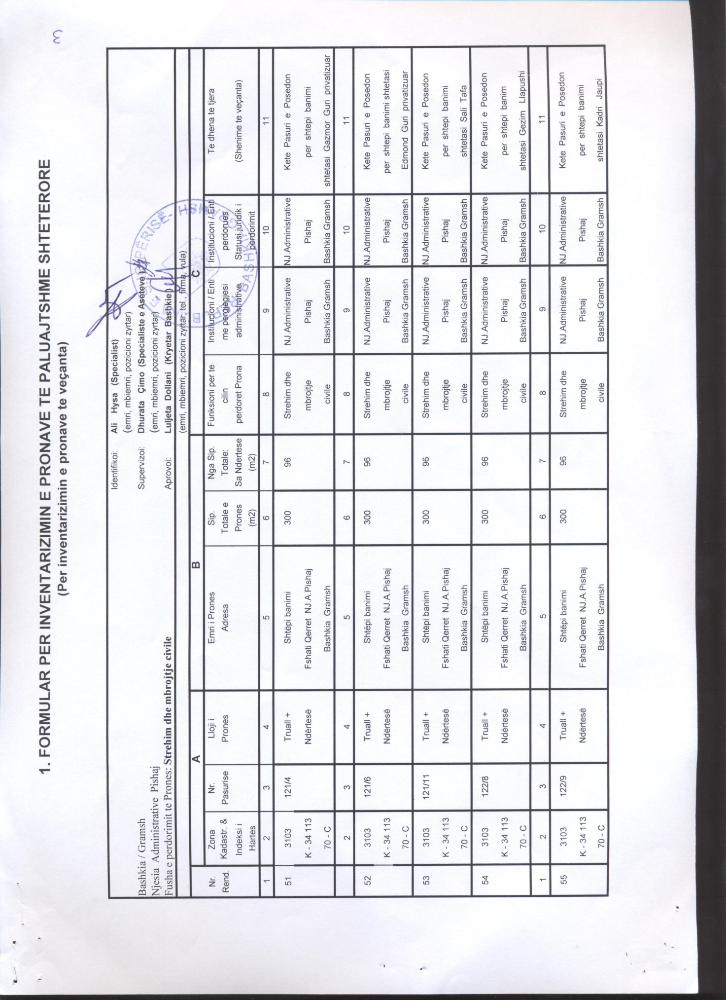 3
1. FORMULAR PER INVENTARIZIMIN E PRONAVE TE PALUAJTSHME SHTETERORE
(Per inventarizimin e pronave te veçanta)
Identifikoi: Ali Hysa (Specialist)
(emri, mbiemri, pozicioni zyrtar)
Bashkia / Gramsh Supervizoi: Dhurata Çimo (Specialiste e Aseteve )
Njesia Administrative Pishaj (emri, mbiemri, pozicioni zyrtar)
Fusha e perdorimit te Prones: Strehim dhe mbrojtje civile Aprovoi: Luljeta Dollani (Kryetar Bashkie )
(emri, mbiemri, pozicioni zyrtar, tel., firma, vula)
A B C
Nr. Zona Nr. Lloji i Emri i Prones Sip. Nga Sip. Funksioni per te Institucioni / Enti Institucioni / Enti Te dhena te tjera
Rend. Kadastr. & Pasurise Prones Adresa Totale e Totale: cilin me pergjegjesi perdorues
Indeksi i Prones Sa Ndertese perdoret Prona administrative Statusi juridik i (Shenime te veçanta)
Hartes (m2) (m2) perdorimit
1 2 3 4 5 6 7 8 9 10 11
51 3103 121/4 Truall + Shtëpi banimi 300 96 Strehim dhe NJ.Administrative NJ.Administrative Kete Pasuri e Posedon
K - 34 113 Ndërtesë Fshati Qerret NJ.A.Pishaj mbrojtje Pishaj Pishaj per shtepi banimi
70 - C Bashkia Gramsh civile Bashkia Gramsh Bashkia Gramsh shtetasi Gazmor Guri privatizuar
2 3 4 5 6 7 8 9 10 11
52 3103 121/6 Truall + Shtëpi banimi 300 96 Strehim dhe NJ.Administrative NJ.Administrative Kete Pasuri e Posedon
K - 34 113 Ndërtesë Fshati Qerret NJ.A.Pishaj mbrojtje Pishaj Pishaj per shtepi banimi shtetasi
70 - C Bashkia Gramsh civile Bashkia Gramsh Bashkia Gramsh Edmond Guri privatizuar
53 3103 121/11 Truall + Shtëpi banimi 300 96 Strehim dhe NJ.Administrative NJ.Administrative Kete Pasuri e Posedon
K - 34 113 Ndërtesë Fshati Qerret NJ.A.Pishaj mbrojtje Pishaj Pishaj per shtepi banimi
70 - C Bashkia Gramsh civile Bashkia Gramsh Bashkia Gramsh shtetasi Sali Tafa
54 3103 122/8 Truall + Shtëpi banimi 300 96 Strehim dhe NJ.Administrative NJ.Administrative Kete Pasuri e Posedon
K - 34 113 Ndërtesë Fshati Qerret NJ.A.Pishaj mbrojtje Pishaj Pishaj per shtepi banim
70 - C Bashkia Gramsh civile Bashkia Gramsh Bashkia Gramsh shtetasi Gezim Llapushi
1 2 3 4 5 6 7 8 9 10 11
55 3103 122/9 Truall + Shtëpi banimi 300 96 Strehim dhe NJ.Administrative NJ.Administrative Kete Pasuri e Posedon
K - 34 113 Ndërtesë Fshati Qerret NJ.A.Pishaj mbrojtje Pishaj Pishaj per shtepi banimi
70 - C Bashkia Gramsh civile Bashkia Gramsh Bashkia Gramsh shtetasi Kadri Jaupi